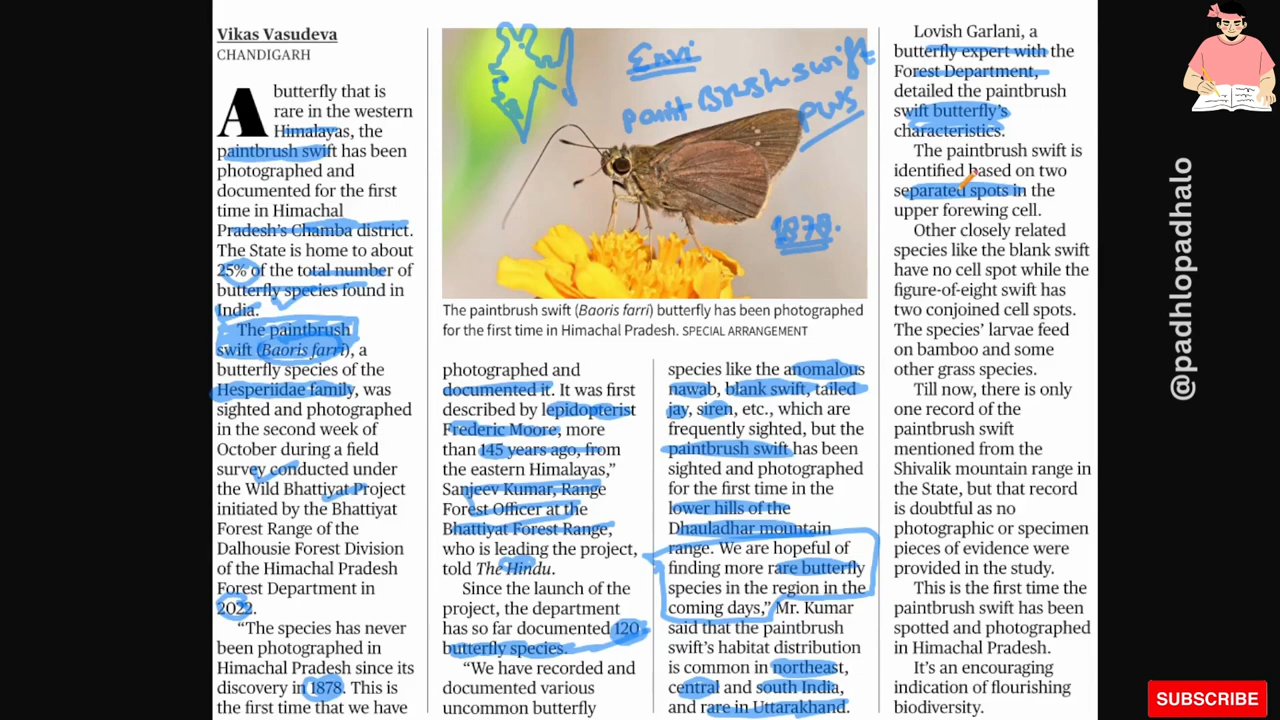 Vikas Vasudeva
CHANDIGARH
A butterfly that is
rare in the western
Himalayas, the
paintbrush swift has been
photographed and
documented for the first
time in Himachal
Pradesh's Chamba district.
The State is home to about
25% of the total number of
butterfly species found in
India.
The paintbrush
swift (Baoris farri), a
butterfly species of the
Hesperiidae family, was
sighted and photographed
in the second week of
October during a field
survey conducted under
the Wild Bhattiyat Project
initiated by the Bhattiyat
Forest Range of the
Dalhousie Forest Division
of the Himachal Pradesh
Forest Department in
2022.
"The species has never
been photographed in
Himachal Pradesh since its
discovery in 1878. This is
the first time that we have
Envi
paint Brush swift
PWS
1878.
The paintbrush swift (Baoris farri) butterfly has been photographed
for the first time in Himachal Pradesh. SPECIAL ARRANGEMENT
photographed and
documented it. It was first
described by lepidopterist
Frederic Moore, more
than 145 years ago, from
the eastern Himalayas,"
Sanjeev Kumar, Range
Forest Officer at the
Bhattiyat Forest Range,
who is leading the project,
told The Hindu.
Since the launch of the
project, the department
has so far documented 120
butterfly species.
"We have recorded and
documented various
uncommon butterfly
species like the anomalous
nawab, blank swift, tailed
jay, siren, etc., which are
frequently sighted, but the
paintbrush swift has been
sighted and photographed
for the first time in the
lower hills of the
Dhauladhar mountain
range. We are hopeful of
finding more rare butterfly
species in the region in the
coming days," Mr. Kumar
said that the paintbrush
swift's habitat distribution
is common in northeast,
central and south India,
and rare in Uttarakhand.
Lovish Garlani, a
butterfly expert with the
Forest Department,
detailed the paintbrush
swift butterfly's
characteristics.
The paintbrush swift is
identified based on two
separated spots in the
upper forewing cell.
Other closely related
species like the blank swift
have no cell spot while the
figure-of-eight swift has
two conjoined cell spots.
The species' larvae feed
on bamboo and some
other grass species.
Till now, there is only
one record of the
paintbrush swift
mentioned from the
Shivalik mountain range in
the State, but that record
is doubtful as no
photographic or specimen
pieces of evidence were
provided in the study.
This is the first time the
paintbrush swift has been
spotted and photographed
in Himachal Pradesh.
It's an encouraging
indication of flourishing
biodiversity.
@padhlopadhalo
SUBSCRIBE